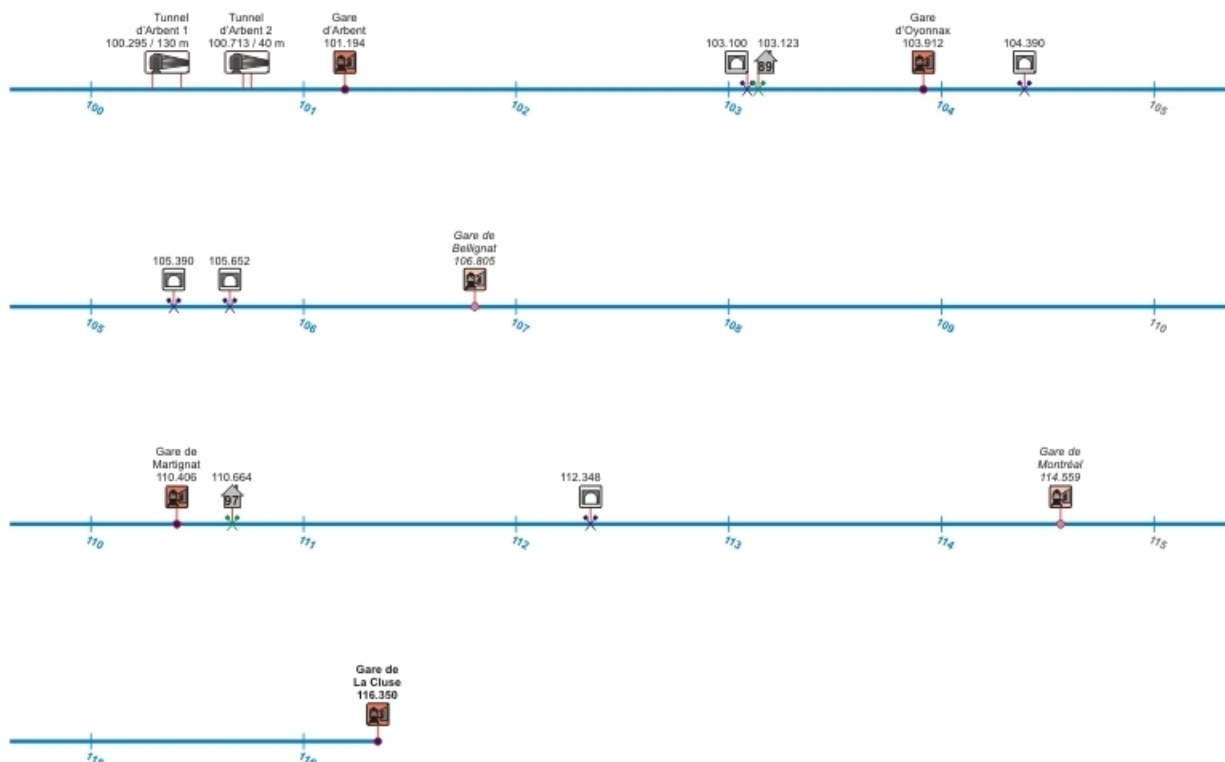 Tunnel
d'Arbent 1
100.295 / 130 m
Tunnel
d'Arbent 2
100.713 / 40 m
Gare
d'Arbent
101.194
103.100
103.123
89
Gare
d'Oyonnax
103.912
104.390
100
101
102
103
104
105
105.390
105.652
Gare de
Bellignat
106.805
105
106
107
108
109
110
Gare de
Martignat
110.406
110.664
97
112.348
Gare de
Montréal
114.559
110
111
112
113
114
115
Gare de
La Cluse
116.350
115
116